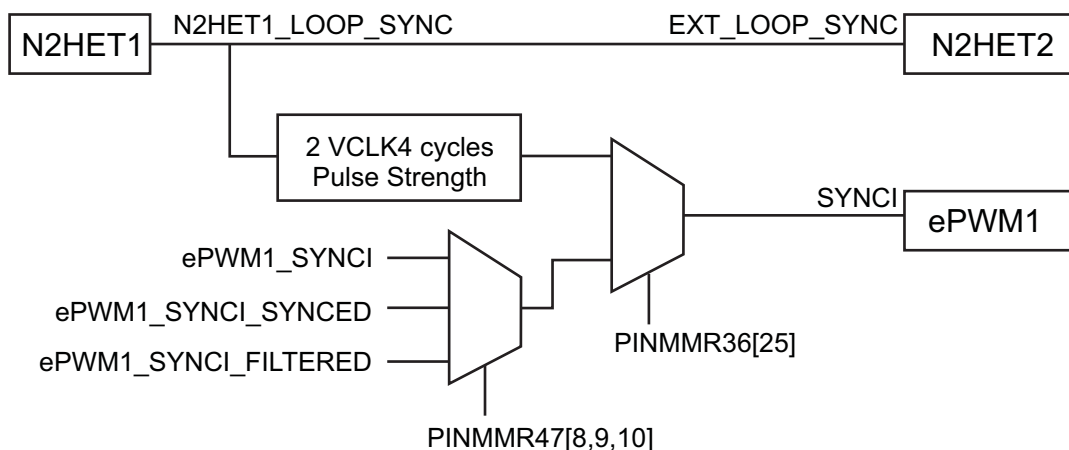 N2HET1
N2HET1_LOOP_SYNC
EXT_LOOP_SYNC
N2HET2
2 VCLK4 cycles
Pulse Strength
SYNCI
ePWM1
ePWM1_SYNCI
ePWM1_SYNCI_SYNCED
ePWM1_SYNCI_FILTERED
PINMMR36[25]
PINMMR47[8,9,10]